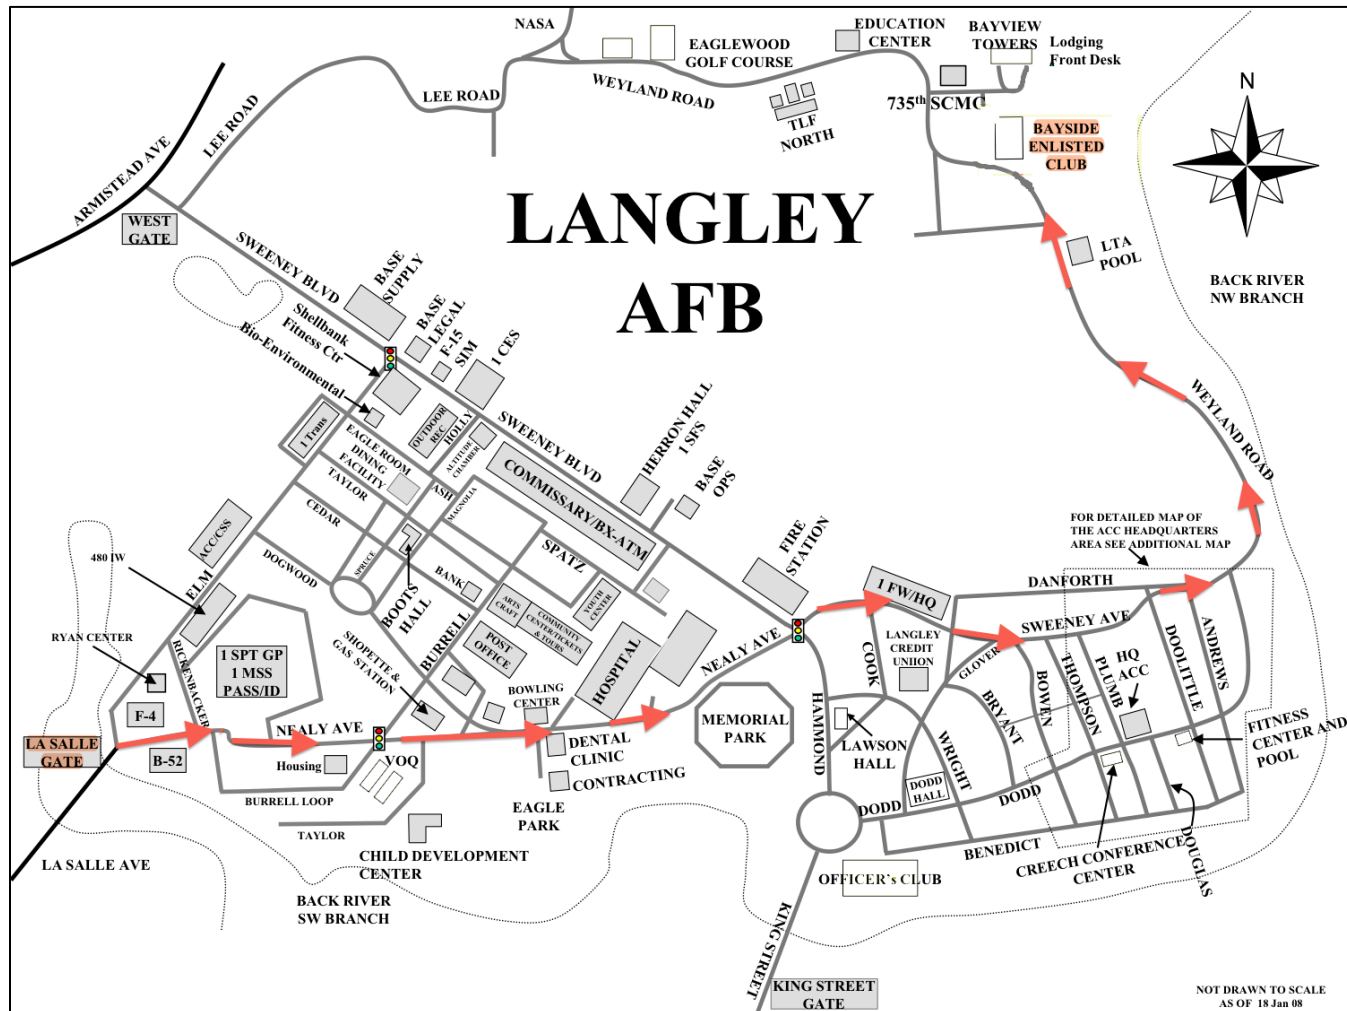 NASA
EAGLEWOOD
GOLF COURSE
EDUCATION
CENTER
BAYVIEW
TOWERS
Lodging
Front Desk
LEE ROAD
WEYLAND ROAD
735th SCMC
TLF
NORTH
BAYSIDE
ENLISTED
CLUB
N
ARMISTEAD AVE
LEE ROAD
WEST
GATE
LANGLEY
AFB
SWEENEY BLVD
BASE
SUPPLY
LTA
POOL
BACK RIVER
NW BRANCH
Shellbank
Fitness Ctr
Bio-Environmental
BASE
LEGAL
F-15
SIM
1 CES
1 Trans
OUTDOOR
REC
HOLLY
ALTITUDE
CHAMBER
SWEENEY BLVD
HERRON HALL
1 SFS
BASE
OPS
WEYLAND ROAD
EAGLE ROOM
DINING
FACILITY
TAYLOR
CEDAR
ASH
MAGNOLIA
COMMISSARY/BX-ATM
SPATZ
FOR DETAILED MAP OF
THE ACC HEADQUARTERS
AREA SEE ADDITIONAL MAP
ACC/CSS
480 IW
ELM
DOGWOOD
SPRUCE
BOOTS
HALL
BANK
BURRELL
ARTS
CRAFT
COMMUNITY
CENTER/TICKETS
& TOURS
YOUTH
CENTER
FIRE
STATION
1 FW/HQ
DANFORTH
SWEENEY AVE
RYAN CENTER
RICKENBACKER
1 SPT GP
1 MSS
PASS/ID
SHOPETTE &
GAS STATION
POST
OFFICE
HOSPITAL
NEALY AVE
COOK
LANGLEY
CREDIT
UNIION
GLOVER
BRYANT
BOWEN
THOMPSON
PLUMB
HQ
ACC
DOOLITTLE
ANDREWS
F-4
LA SALLE
GATE
B-52
NEALY AVE
Housing
VOQ
BOWLING
CENTER
DENTAL
CLINIC
CONTRACTING
MEMORIAL
PARK
HAMMOND
LAWSON
HALL
WRIGHT
DODD
HALL
DODD
DODD
FITNESS
CENTER AND
POOL
BURRELL LOOP
TAYLOR
EAGLE
PARK
LA SALLE AVE
CHILD DEVELOPMENT
CENTER
BACK RIVER
SW BRANCH
BENEDICT
CREECH CONFERENCE
CENTER
DOUGLAS
OFFICER`s CLUB
KING STREET
KING STREET
GATE
NOT DRAWN TO SCALE
AS OF 18 Jan 08